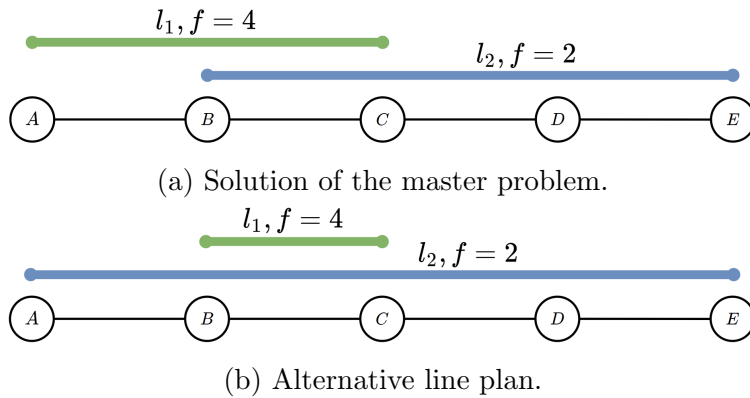 l₁, f = 4
l₂, f = 2
A B C D E
(a) Solution of the master problem.
l₁, f = 4
l₂, f = 2
A B C D E
(b) Alternative line plan.